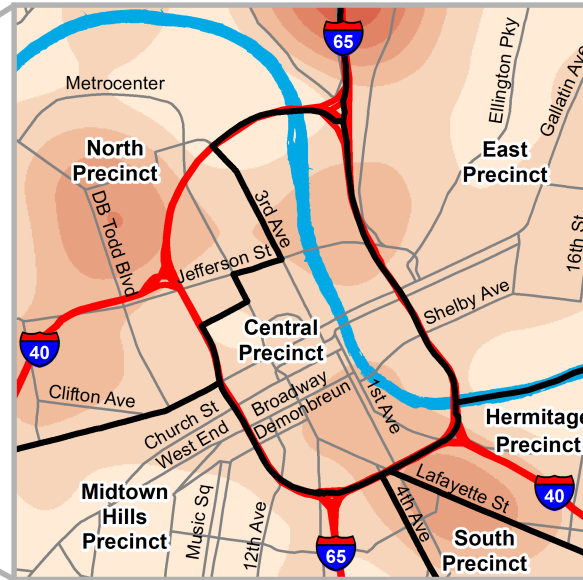 65
Ellington Pky
Gallatin Ave
Metrocenter
North
Precinct
East
Precinct
DB Todd Blvd
3rd Ave
16th St
Jefferson St
Shelby Ave
Central
Precinct
40
Clifton Ave
Broadway
Demonbreun
1st Ave
Church St
West End
Hermitage
Precinct
Midtown
Hills
Precinct
Music Sq
12th Ave
4th Ave
Lafayette St
40
South
Precinct
65